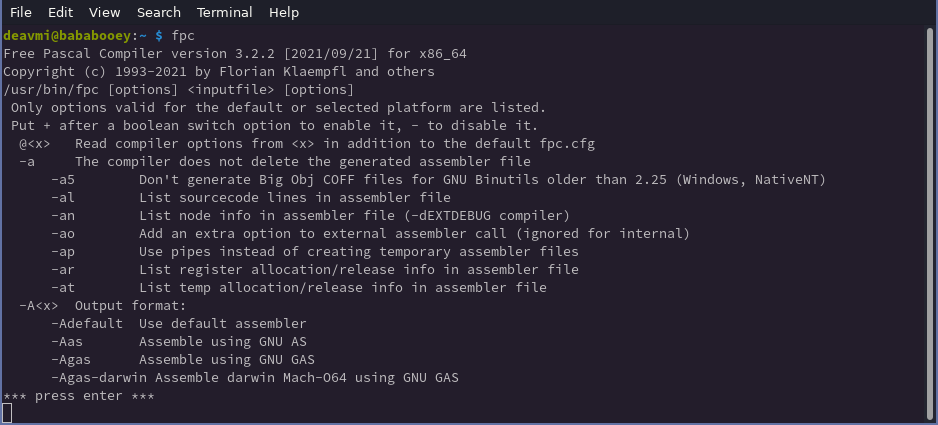 File Edit View Search Terminal Help
deavmi@bababooey:~ $ fpc
Free Pascal Compiler version 3.2.2 [2021/09/21] for x86_64
Copyright (c) 1993-2021 by Florian Klaempfl and others
/usr/bin/fpc [options] <inputfile> [options]
 Only options valid for the default or selected platform are listed.
 Put + after a boolean switch option to enable it, - to disable it.
  @<x>   Read compiler options from <x> in addition to the default fpc.cfg
  -a     The compiler does not delete the generated assembler file
      -a5        Don't generate Big Obj COFF files for GNU Binutils older than 2.25 (Windows, NativeNT)
      -al        List sourcecode lines in assembler file
      -an        List node info in assembler file (-dEXTDEBUG compiler)
      -ao        Add an extra option to external assembler call (ignored for internal)
      -ap        Use pipes instead of creating temporary assembler files
      -ar        List register allocation/release info in assembler file
      -at        List temp allocation/release info in assembler file
  -A<x>  Output format:
      -Adefault  Use default assembler
      -Aas       Assemble using GNU AS
      -Agas      Assemble using GNU GAS
      -Agas-darwin Assemble darwin Mach-O64 using GNU GAS
*** press enter ***